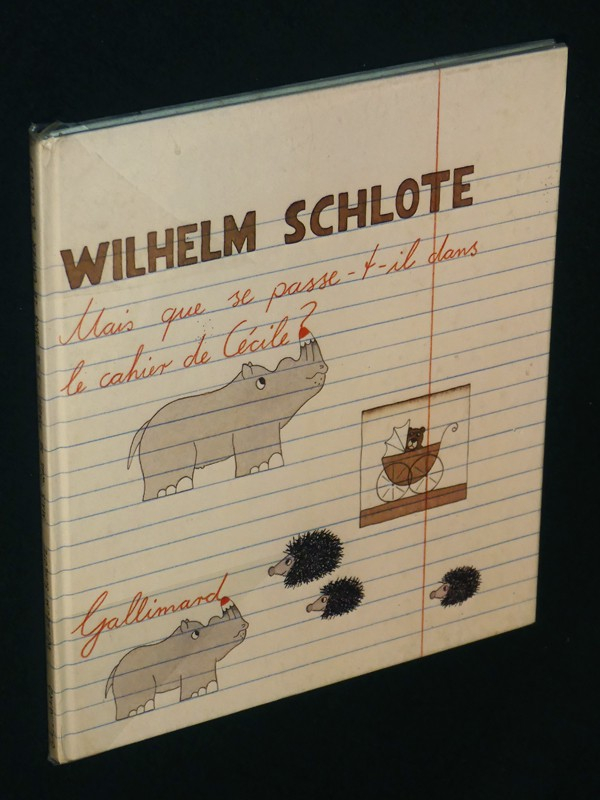 WILHELM SCHLOTE
Mais que se passe-t-il dans
le cahier de Cécile?
Gallimard